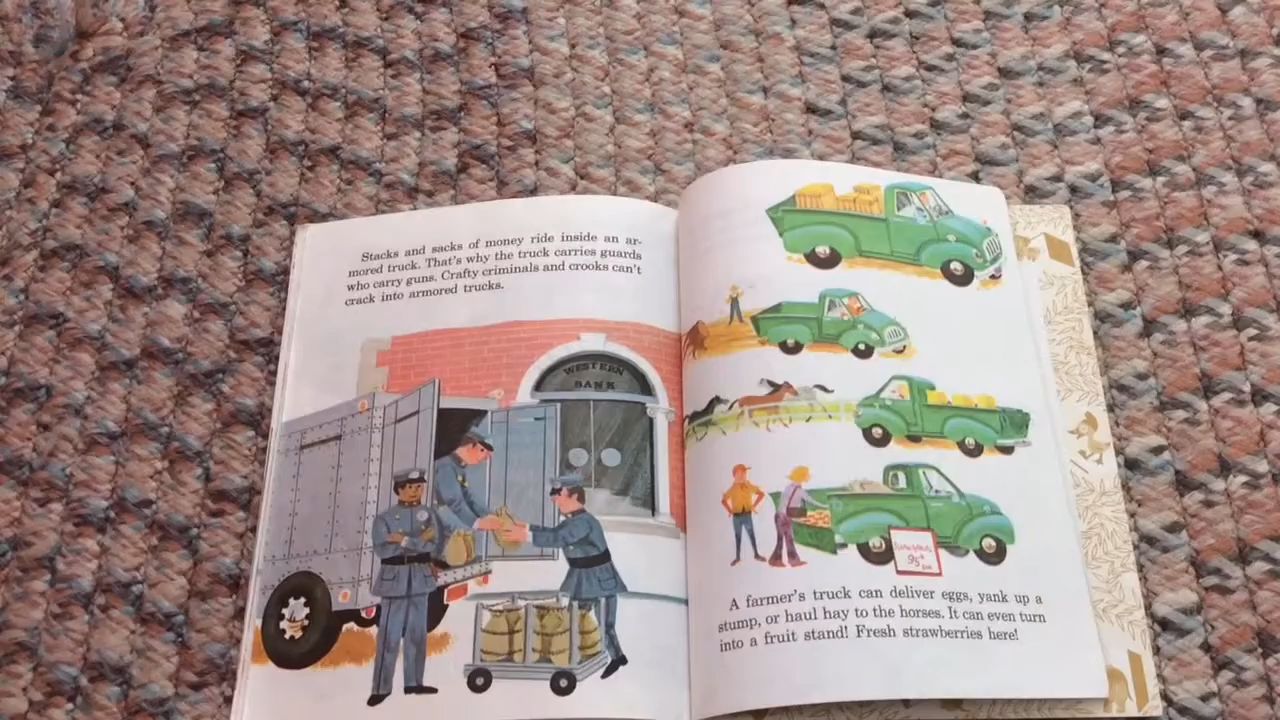 Stacks and sacks of money ride inside an ar-
mored truck. That's why the truck carries guards
who carry guns. Crafty criminals and crooks can't
crack into armored trucks.
WESTERN
BANK
95¢
A farmer's truck can deliver eggs, yank up a
stump, or haul hay to the horses. It can even turn
into a fruit stand! Fresh strawberries here!